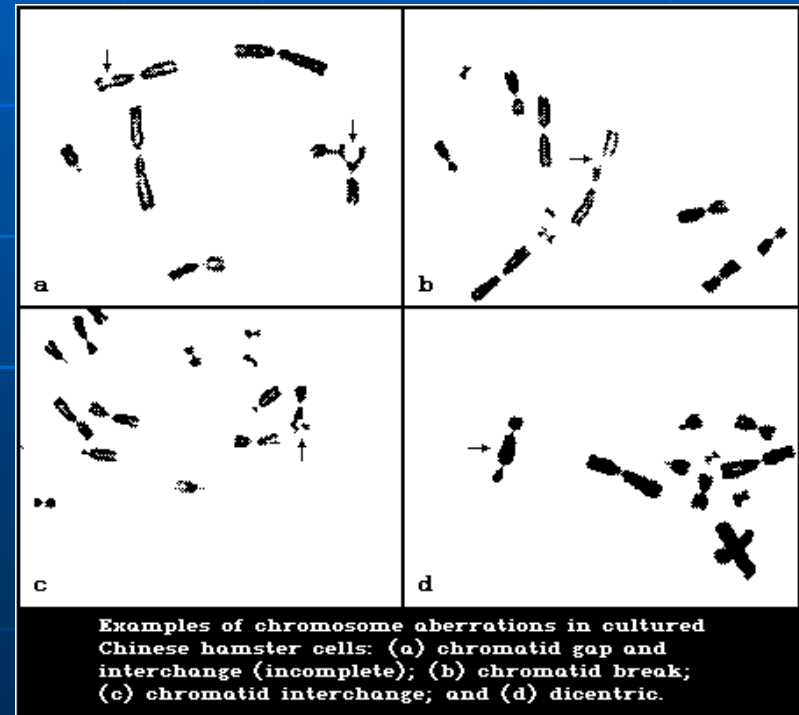 a
b
c
d
Examples of chromosome aberrations in cultured
Chinese hamster cells: (a) chromatid gap and
interchange (incomplete); (b) chromatid break;
(c) chromatid interchange; and (d) dicentric.